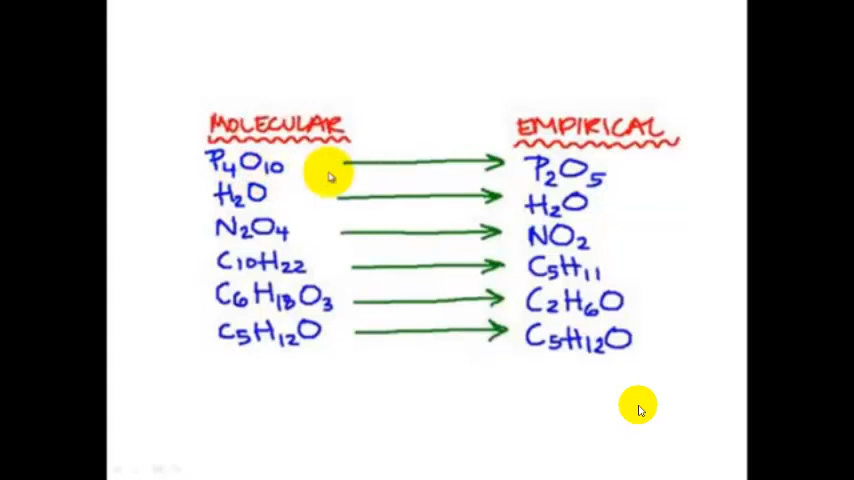 MOLECULAR EMPIRICAL
P₄O₁₀ P₂O₅
H₂O H₂O
N₂O₄ NO₂
C₁₀H₂₂ C₅H₁₁
C₆H₁₈O₃ C₂H₆O
C₅H₁₂O C₅H₁₂O